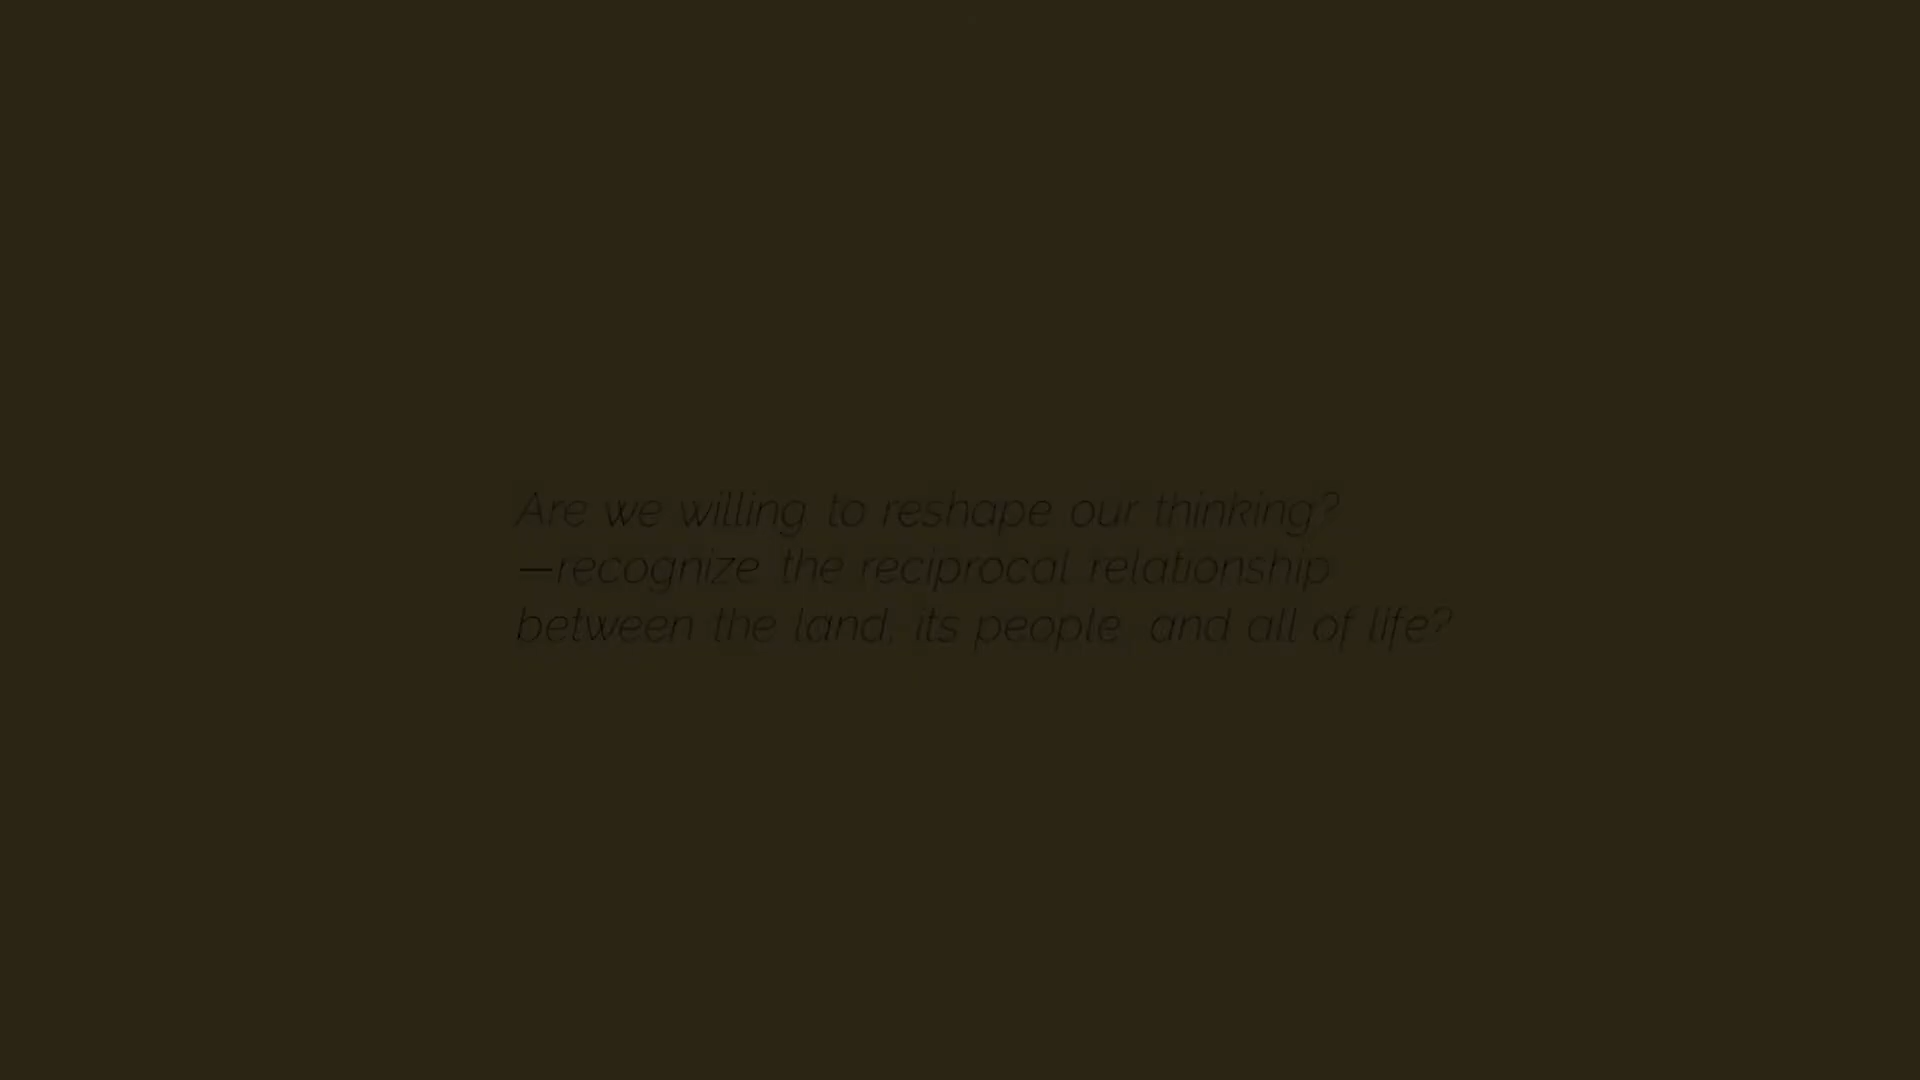 Are we willing to reshape our thinking?
—recognize the reciprocal relationship
between the land, its people, and all of life?